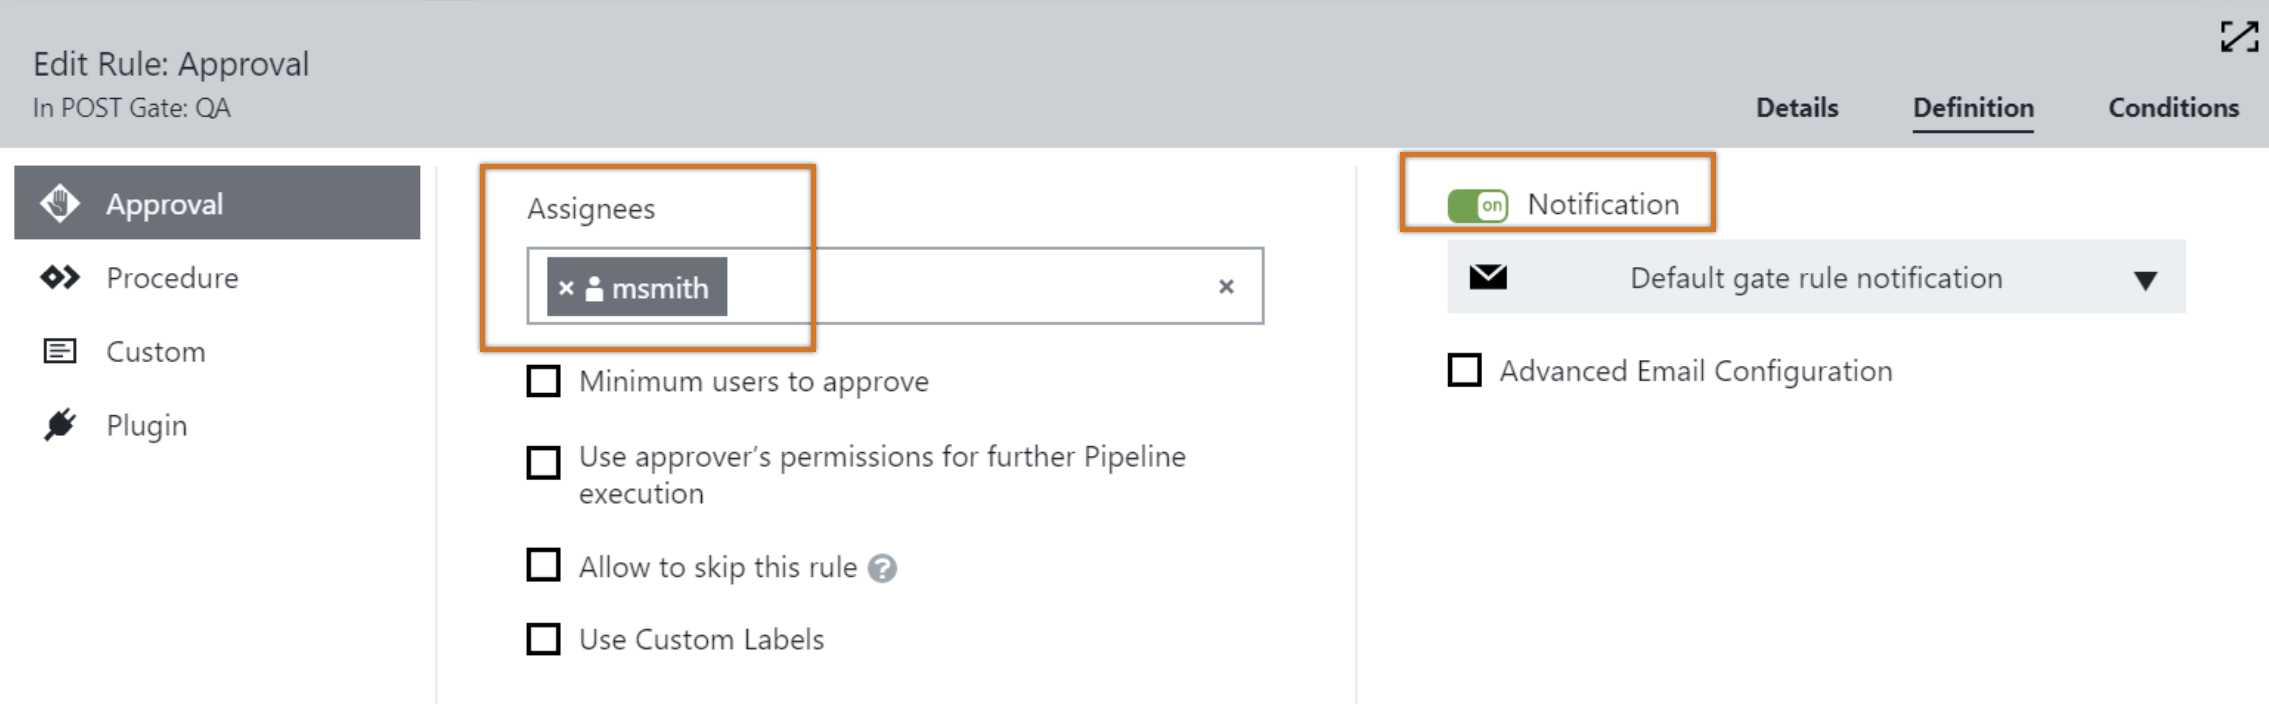 Edit Rule: Approval
In POST Gate: QA
Details
Definition
Conditions
Approval
Procedure
Custom
Plugin
Assignees
msmith
Minimum users to approve
Use approver’s permissions for further Pipeline
execution
Allow to skip this rule ?
Use Custom Labels
on Notification
Default gate rule notification
Advanced Email Configuration